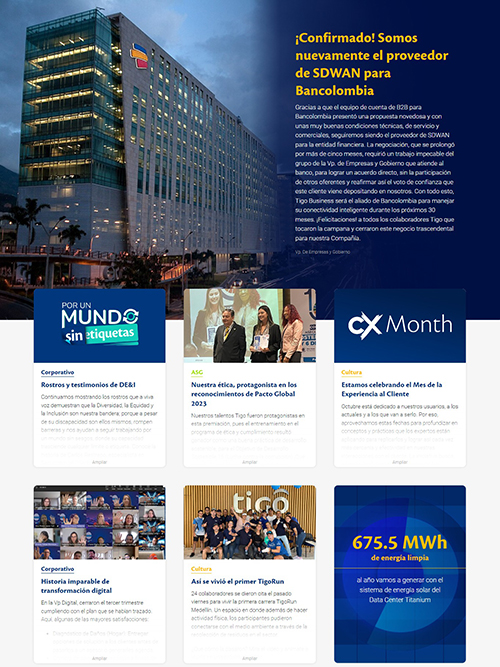 ¡Confirmado! Somos
nuevamente el proveedor
de SDWAN para
Bancolombia
Gracias a que el equipo de cuenta de B2B para
Bancolombia presentó una propuesta novedosa y con
unas muy buenas condiciones técnicas, de servicio y
comerciales, seguiremos siendo el proveedor de SDWAN
para la entidad financiera. La negociación, que se prolongó
por más de cinco meses, requirió un trabajo impecable del
grupo de la Vp. de Empresas y Gobierno que atiende al
banco, para lograr un acuerdo directo, sin la participación
de otros oferentes y reafirmar así el voto de confianza que
este cliente viene depositando en nosotros. Con todo esto,
Tigo Business será el aliado de Bancolombia para manejar
su conectividad inteligente durante los próximos 30
meses. ¡Felicitaciones! a todos los colaboradores Tigo que
tocaron la campana y cerraron este negocio trascendental
para nuestra Compañía.
Vp. De Empresas y Gobierno
POR UN
MUNDO
sin etiquetas
Corporativo
Rostros y testimonios de DE&I
Continuamos mostrando los rostros que a viva
voz demuestran que la Diversidad, la Equidad y
la Inclusión son nuestra bandera, porque a pesar
de su discapacidad son ellos mismos, rompen
barreras y nos ayudan a seguir trabajando por
Ampliar
ASG
Nuestra ética, protagonista en los
reconocimientos de Pacto Global
2023
Nuestros talentos Tigo fueron protagonistas en
esta premiación, pues el entrenamiento en el
programa de ética y cumplimiento resultó
Ampliar
CX Month
Cultura
Estamos celebrando el Mes de la
Experiencia al Cliente
Octubre está dedicado a nuestros usuarios, a los
actuales y a los que van a serlo. Por eso,
aprovechamos estas fechas para profundizar en
conceptos y prácticas que los expertos están
Ampliar
Corporativo
Historia imparable de
transformación digital
En la Vp Digital, cerraron el tercer trimestre
cumpliendo con el plan que se habían trazado.
Aquí, algunas de las mayores satisfacciones:
Ampliar
tigo
Cultura
Así se vivió el primer TigoRun
24 colaboradores se dieron cita el pasado
viernes para vivir la primera carrera TigoRun
Medellín. Un espacio en donde además de hacer
actividad física, los participantes pudieron
conectarse con el medio ambiente a través de la
Ampliar
675.5 MWh
de energía limpia
al año vamos a generar con el
sistema de energía solar del
Data Center Titanium